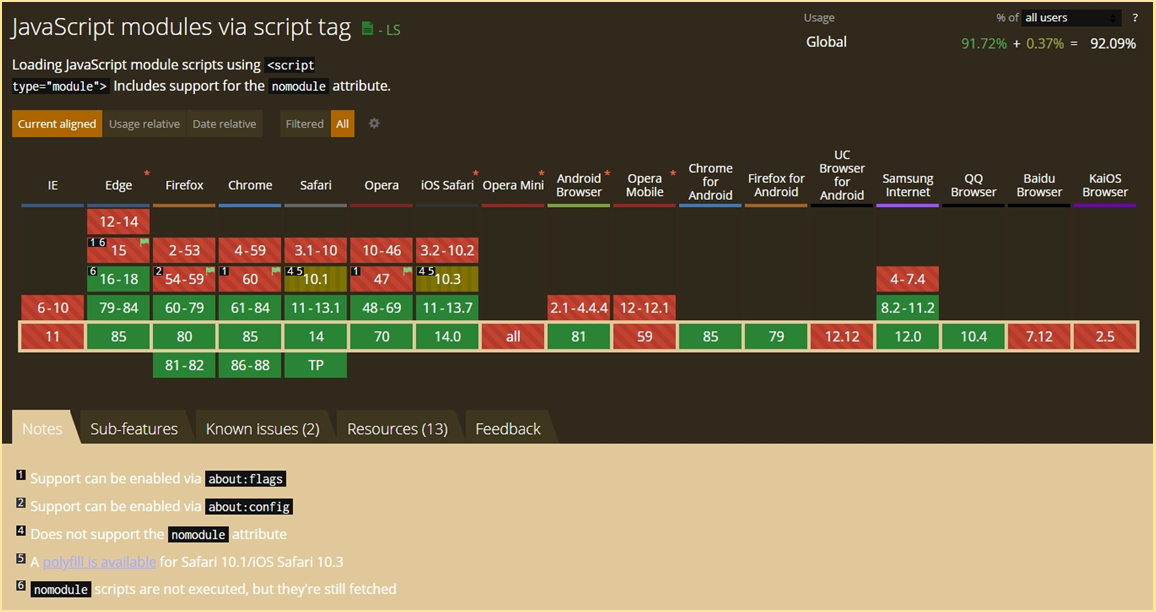 JavaScript modules via script tag - LS
Usage % of all users ?
Global 91.72% + 0.37% = 92.09%
Loading JavaScript module scripts using <script
type="module"> Includes support for the nomodule attribute.
Current aligned Usage relative Date relative Filtered All
IE Edge * Firefox Chrome Safari Opera iOS Safari * Opera Mini * Android Browser * Opera Mobile * Chrome for Android Firefox for Android UC Browser for Android Samsung Internet QQ Browser Baidu Browser KaiOS Browser
12-14
1 6 15 2-53 4-59 3.1-10 10-46 3.2-10.2
6 16-18 2 54-59 1 60 4 5 10.1 1 47 4 5 10.3 4-7.4
6-10 79-84 60-79 61-84 11-13.1 48-69 11-13.7 2.1-4.4.4 12-12.1 8.2-11.2
11 85 80 85 14 70 14.0 all 81 59 85 79 12.12 12.0 10.4 7.12 2.5
81-82 86-88 TP
Notes Sub-features Known issues (2) Resources (13) Feedback
1 Support can be enabled via about:flags
2 Support can be enabled via about:config
4 Does not support the nomodule attribute
5 A polyfill is available for Safari 10.1/iOS Safari 10.3
6 nomodule scripts are not executed, but they're still fetched